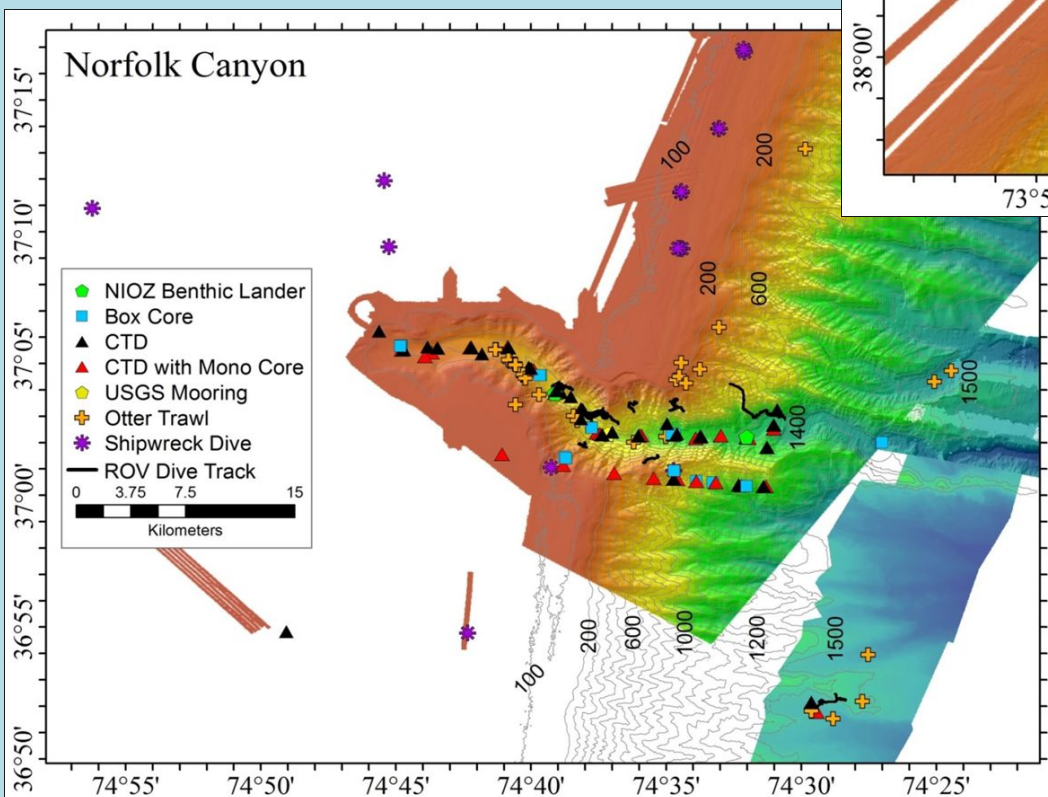 Norfolk Canyon
38°00'
73°5
37°15'
37°10'
37°05'
37°00'
36°55'
36°50'
100
200
200
600
1500
1400
NIOZ Benthic Lander
Box Core
CTD
CTD with Mono Core
USGS Mooring
Otter Trawl
Shipwreck Dive
ROV Dive Track
0 3.75 7.5 15
Kilometers
100
200
600
1000
1200
1500
74°55' 74°50' 74°45' 74°40' 74°35' 74°30' 74°25'